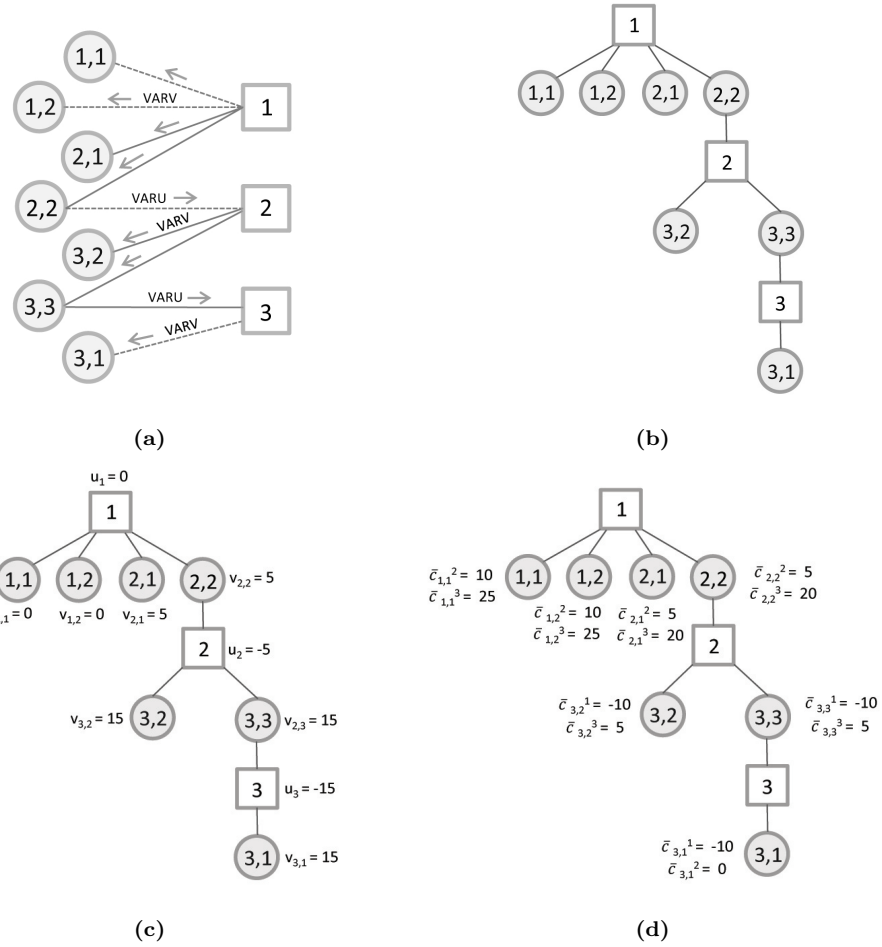 1,1
1,2
VARV
1
2,1
2,2
VARU
2
VARV
3,2
3,3
VARU
3
VARV
3,1
(a)
1
1,1 1,2 2,1 2,2
2
3,2 3,3
3
3,1
(b)
u₁ = 0
1
1,1 1,2 2,1 2,2 v₂,₂ = 5
,₁ = 0 v₁,₂ = 0 v₂,₁ = 5
2 u₂ = -5
v₃,₂ = 15 3,2 3,3 v₂,₃ = 15
3 u₃ = -15
3,1 v₃,₁ = 15
(c)
1
c̄₁,₁² = 10 1,1 1,2 2,1 2,2 c̄₂,₂² = 5
c̄₁,₁³ = 25 c̄₂,₂³ = 20
c̄₁,₂² = 10 c̄₂,₁² = 5
c̄₁,₂³ = 25 c̄₂,₁³ = 20
2
c̄₃,₂¹ = -10 3,2 3,3 c̄₃,₃¹ = -10
c̄₃,₂³ = 5 c̄₃,₃³ = 5
3
c̄₃,₁¹ = -10 3,1
c̄₃,₁² = 0
(d)